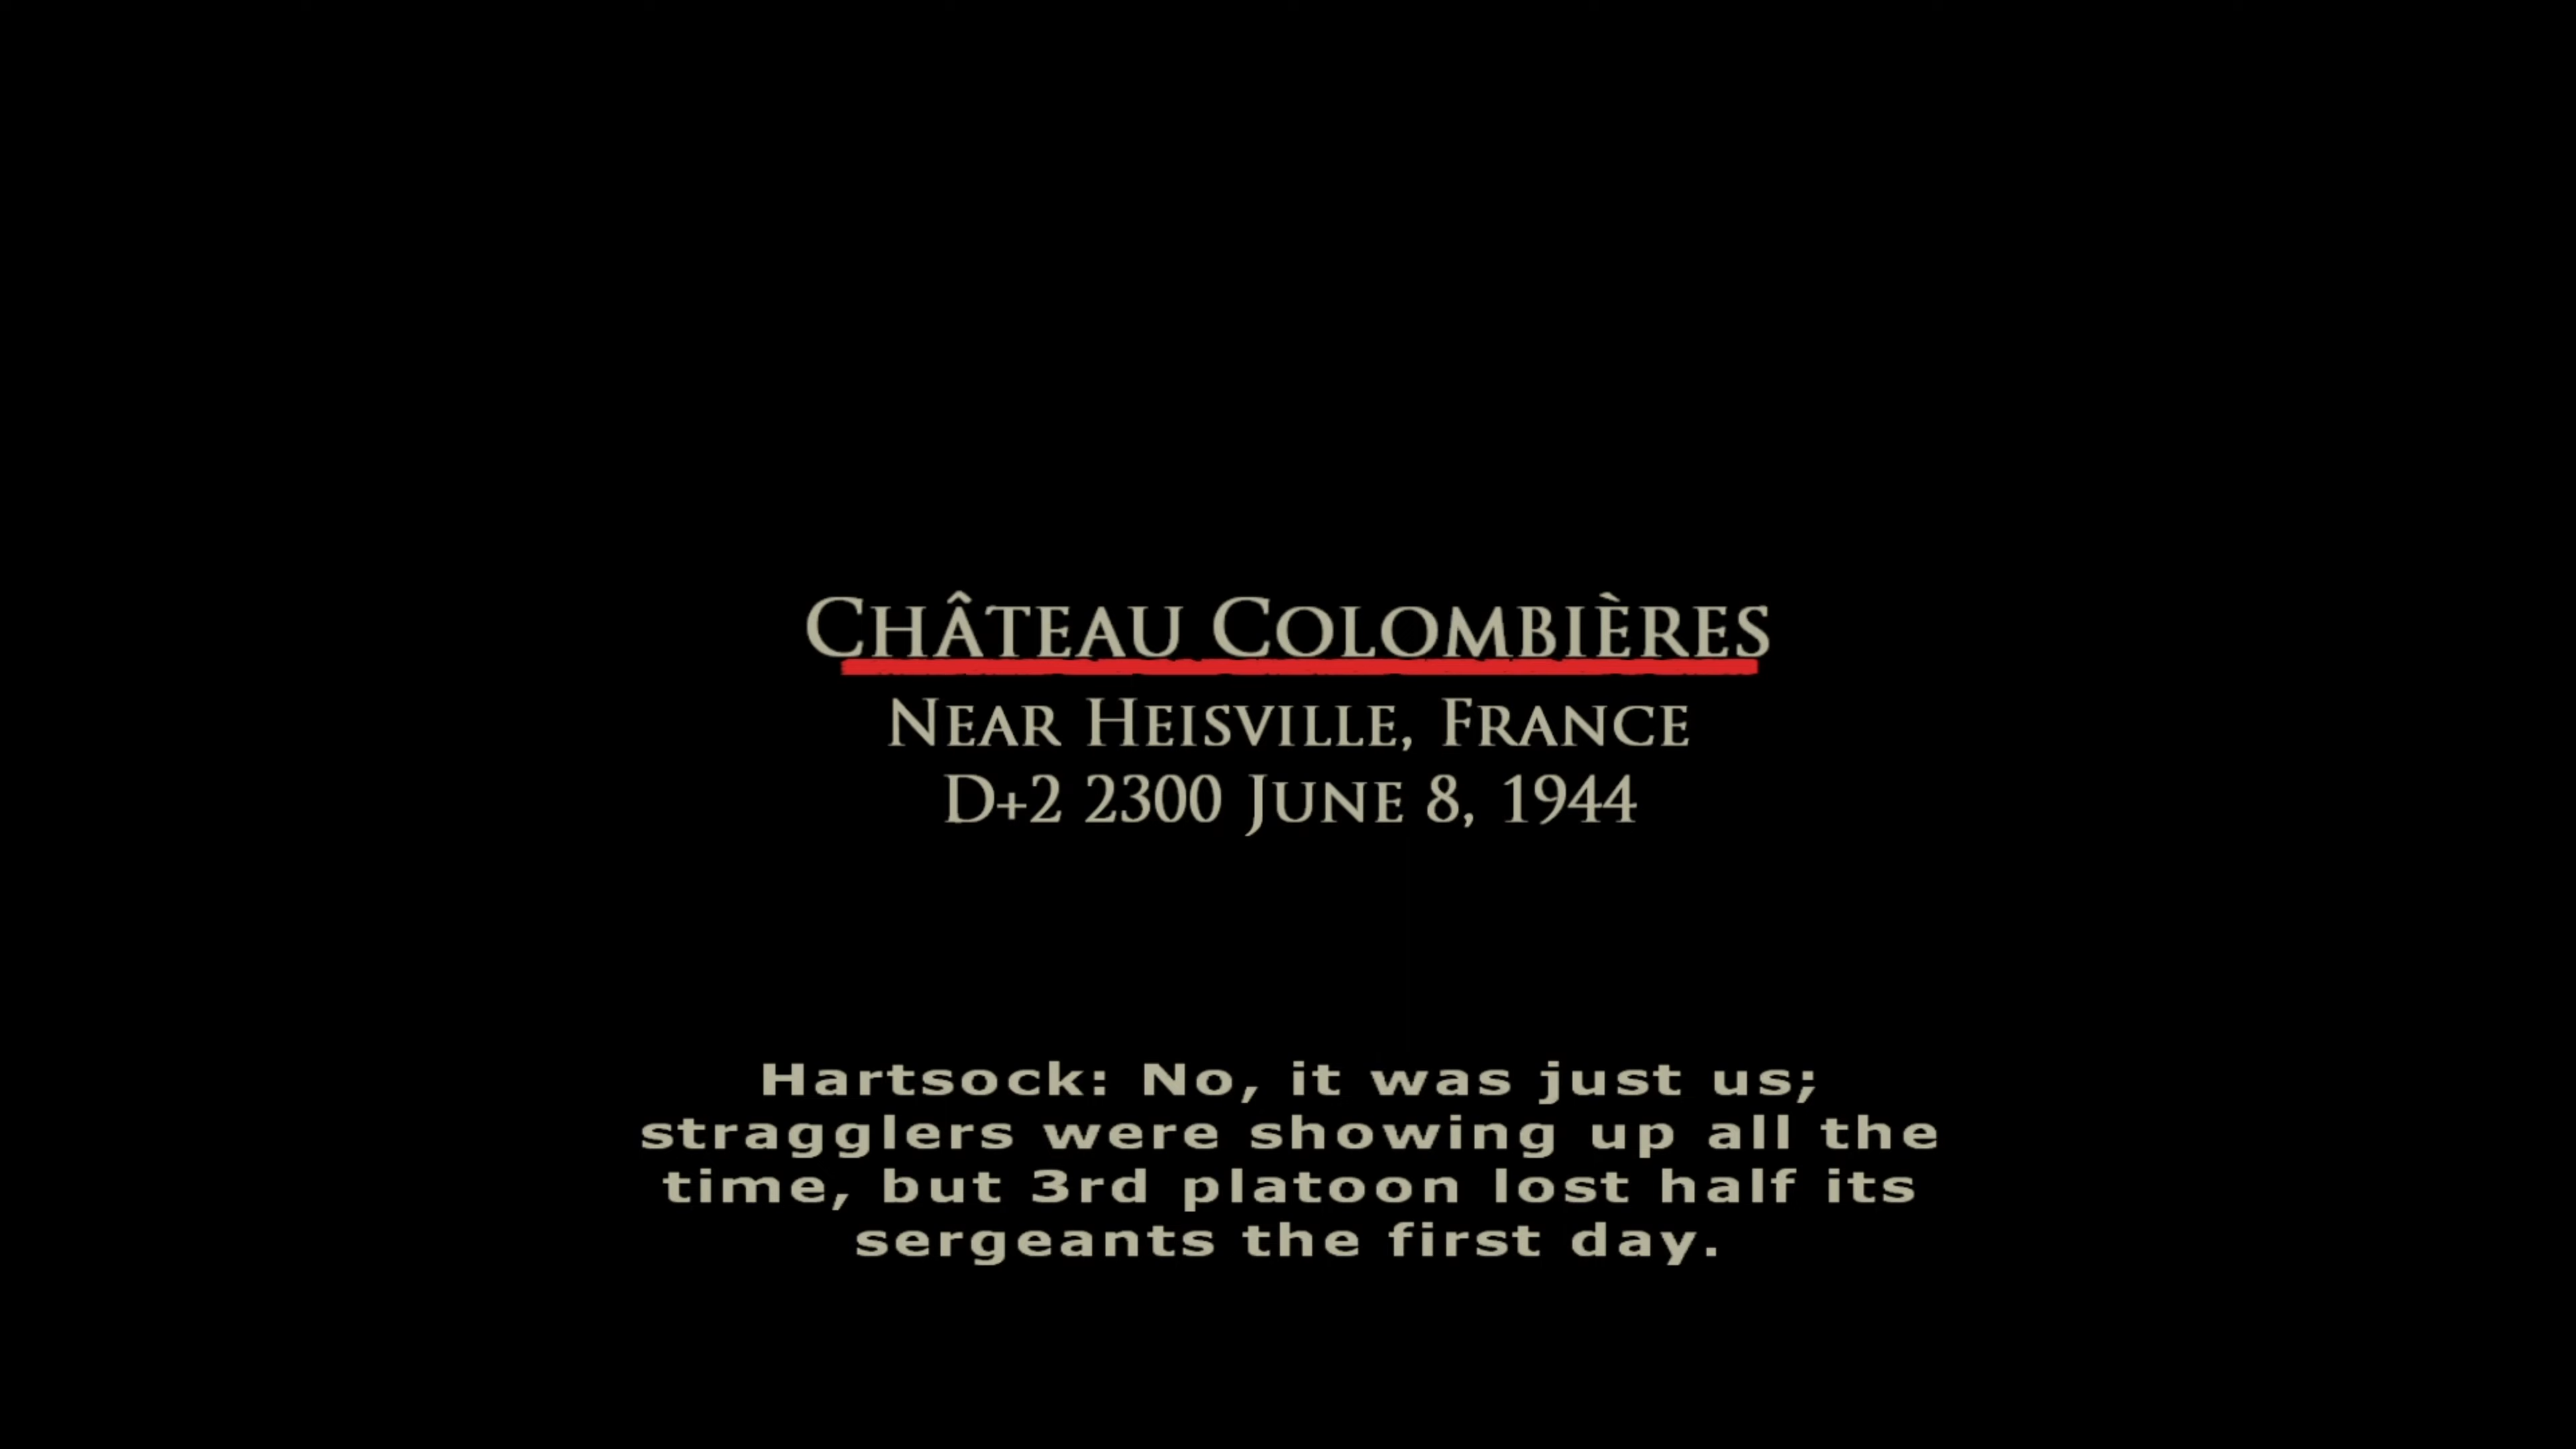 CHÂTEAU COLOMBIÈRES
NEAR HEISVILLE, FRANCE
D+2 2300 JUNE 8, 1944
Hartsock: No, it was just us;
stragglers were showing up all the
time, but 3rd platoon lost half its
sergeants the first day.